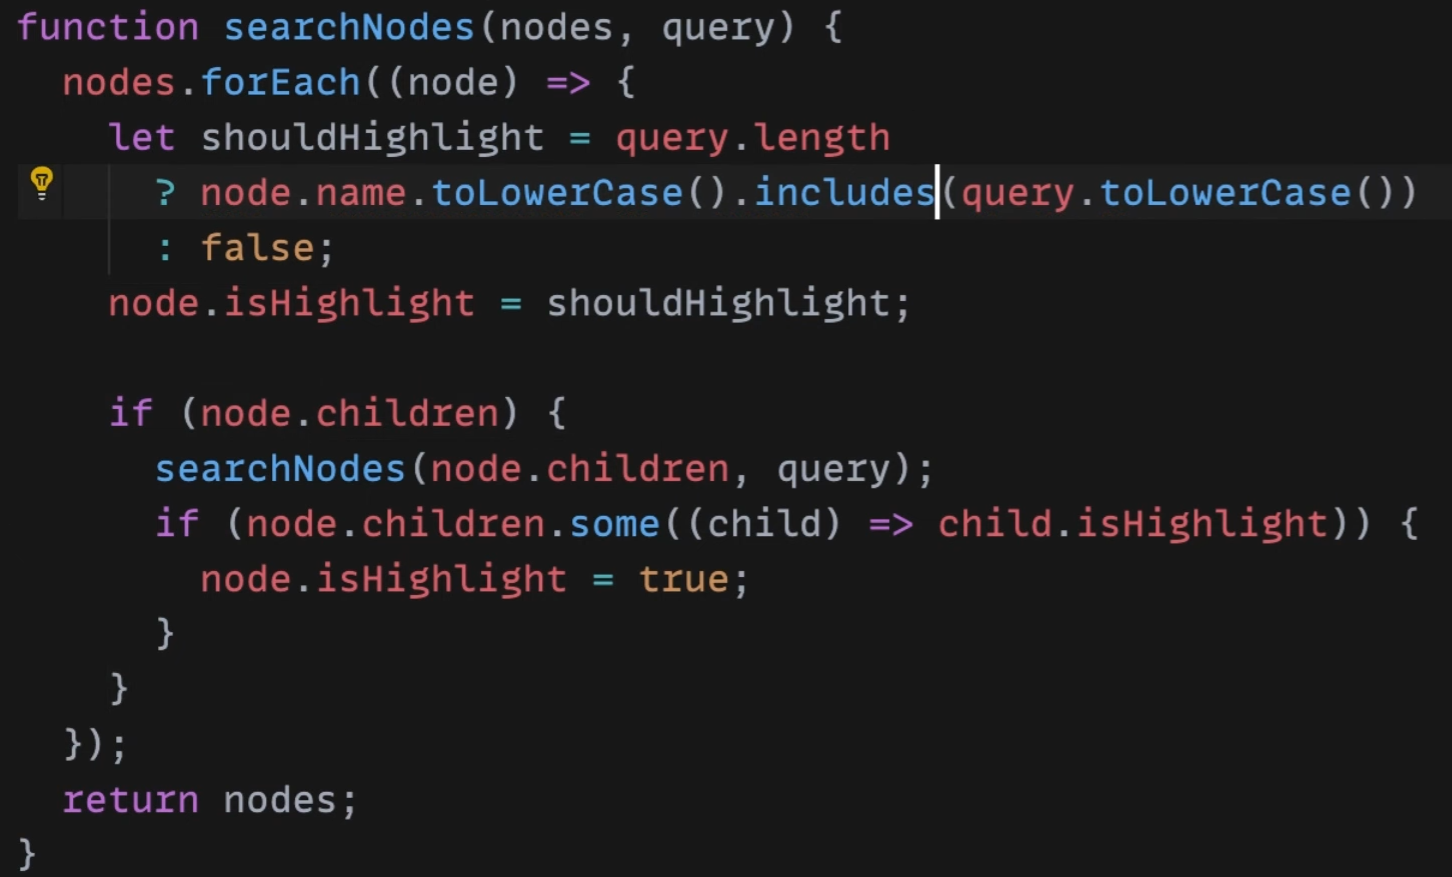 function searchNodes(nodes, query) {
  nodes.forEach((node) => {
    let shouldHighlight = query.length
      ? node.name.toLowerCase().includes(query.toLowerCase())
      : false;
    node.isHighlight = shouldHighlight;

    if (node.children) {
      searchNodes(node.children, query);
      if (node.children.some((child) => child.isHighlight)) {
        node.isHighlight = true;
      }
    }
  });
  return nodes;
}